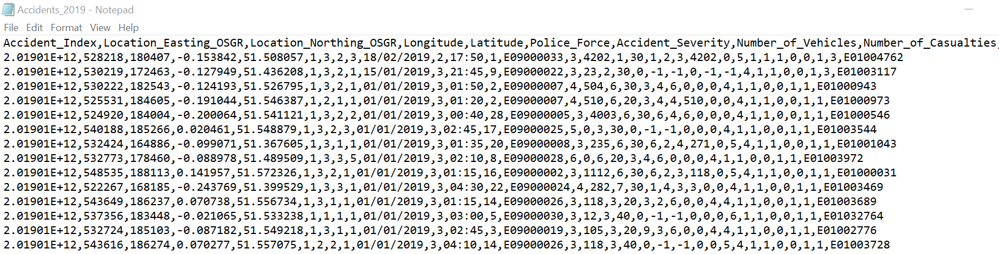 Accidents_2019 - Notepad
File Edit Format View Help
Accident_Index,Location_Easting_OSGR,Location_Northing_OSGR,Longitude,Latitude,Police_Force,Accident_Severity,Number_of_Vehicles,Number_of_Casualties,
2.01901E+12,528218,180407,-0.153842,51.508057,1,3,2,3,18/02/2019,2,17:50,1,E09000033,3,4202,1,30,1,2,3,4202,0,5,1,1,1,0,0,1,3,E01004762
2.01901E+12,530219,172463,-0.127949,51.436208,1,3,2,1,15/01/2019,3,21:45,9,E09000022,3,23,2,30,0,-1,-1,0,-1,-1,4,1,1,0,0,1,3,E01003117
2.01901E+12,530222,182543,-0.124193,51.526795,1,3,2,1,01/01/2019,3,01:50,2,E09000007,4,504,6,30,3,4,6,0,0,0,4,1,1,0,0,1,1,E01000943
2.01901E+12,525531,184605,-0.191044,51.546387,1,2,1,1,01/01/2019,3,01:20,2,E09000007,4,510,6,20,3,4,4,510,0,0,4,1,1,0,0,1,1,E01000973
2.01901E+12,524920,184004,-0.200064,51.541121,1,3,2,2,01/01/2019,3,00:40,28,E09000005,3,4003,6,30,6,4,6,0,0,0,4,1,1,0,0,1,1,E01000546
2.01901E+12,540188,185266,0.020461,51.548879,1,3,2,3,01/01/2019,3,02:45,17,E09000025,5,0,3,30,0,-1,-1,0,0,0,4,1,1,0,0,1,1,E01003544
2.01901E+12,532424,164886,-0.099071,51.367605,1,3,1,1,01/01/2019,3,01:35,20,E09000008,3,235,6,30,6,2,4,271,0,5,4,1,1,0,0,1,1,E01001043
2.01901E+12,532773,178460,-0.088978,51.489509,1,3,3,5,01/01/2019,3,02:10,8,E09000028,6,0,6,20,3,4,6,0,0,0,4,1,1,0,0,1,1,E01003972
2.01901E+12,548535,188113,0.141957,51.572326,1,3,2,1,01/01/2019,3,01:15,16,E09000002,3,1112,6,30,6,2,3,118,0,5,4,1,1,0,0,1,1,E01000031
2.01901E+12,522267,168185,-0.243769,51.399529,1,3,3,1,01/01/2019,3,04:30,22,E09000024,4,282,7,30,1,4,3,3,0,0,4,1,1,0,0,1,1,E01003469
2.01901E+12,543649,186237,0.070738,51.556734,1,3,1,1,01/01/2019,3,01:15,14,E09000026,3,118,3,20,3,2,6,0,0,4,4,1,1,0,0,1,1,E01003689
2.01901E+12,537356,183448,-0.021065,51.533238,1,1,1,1,01/01/2019,3,03:00,5,E09000030,3,12,3,40,0,-1,-1,0,0,0,6,1,1,0,0,1,1,E01032764
2.01901E+12,532724,185103,-0.087182,51.549218,1,3,1,1,01/01/2019,3,02:45,3,E09000019,3,105,3,20,9,3,6,0,0,4,4,1,1,0,0,1,1,E01002776
2.01901E+12,543616,186274,0.070277,51.557075,1,2,2,1,01/01/2019,3,04:10,14,E09000026,3,118,3,40,0,-1,-1,0,0,5,4,1,1,0,0,1,1,E01003728